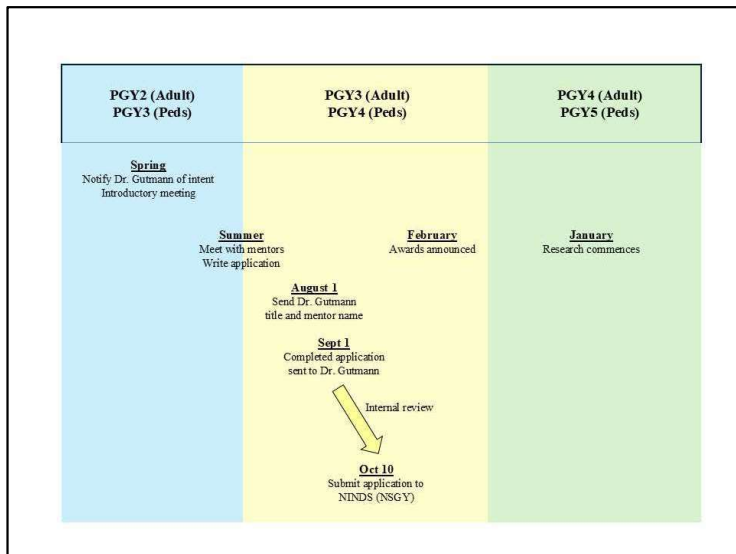 PGY2 (Adult)
PGY3 (Peds)
PGY3 (Adult)
PGY4 (Peds)
PGY4 (Adult)
PGY5 (Peds)
Spring
Notify Dr. Gutmann of intent
Introductory meeting
Summer
Meet with mentors
Write application
February
Awards announced
January
Research commences
August 1
Send Dr. Gutmann
title and mentor name
Sept 1
Completed application
sent to Dr. Gutmann
Internal review
Oct 10
Submit application to
NINDS (NSGY)